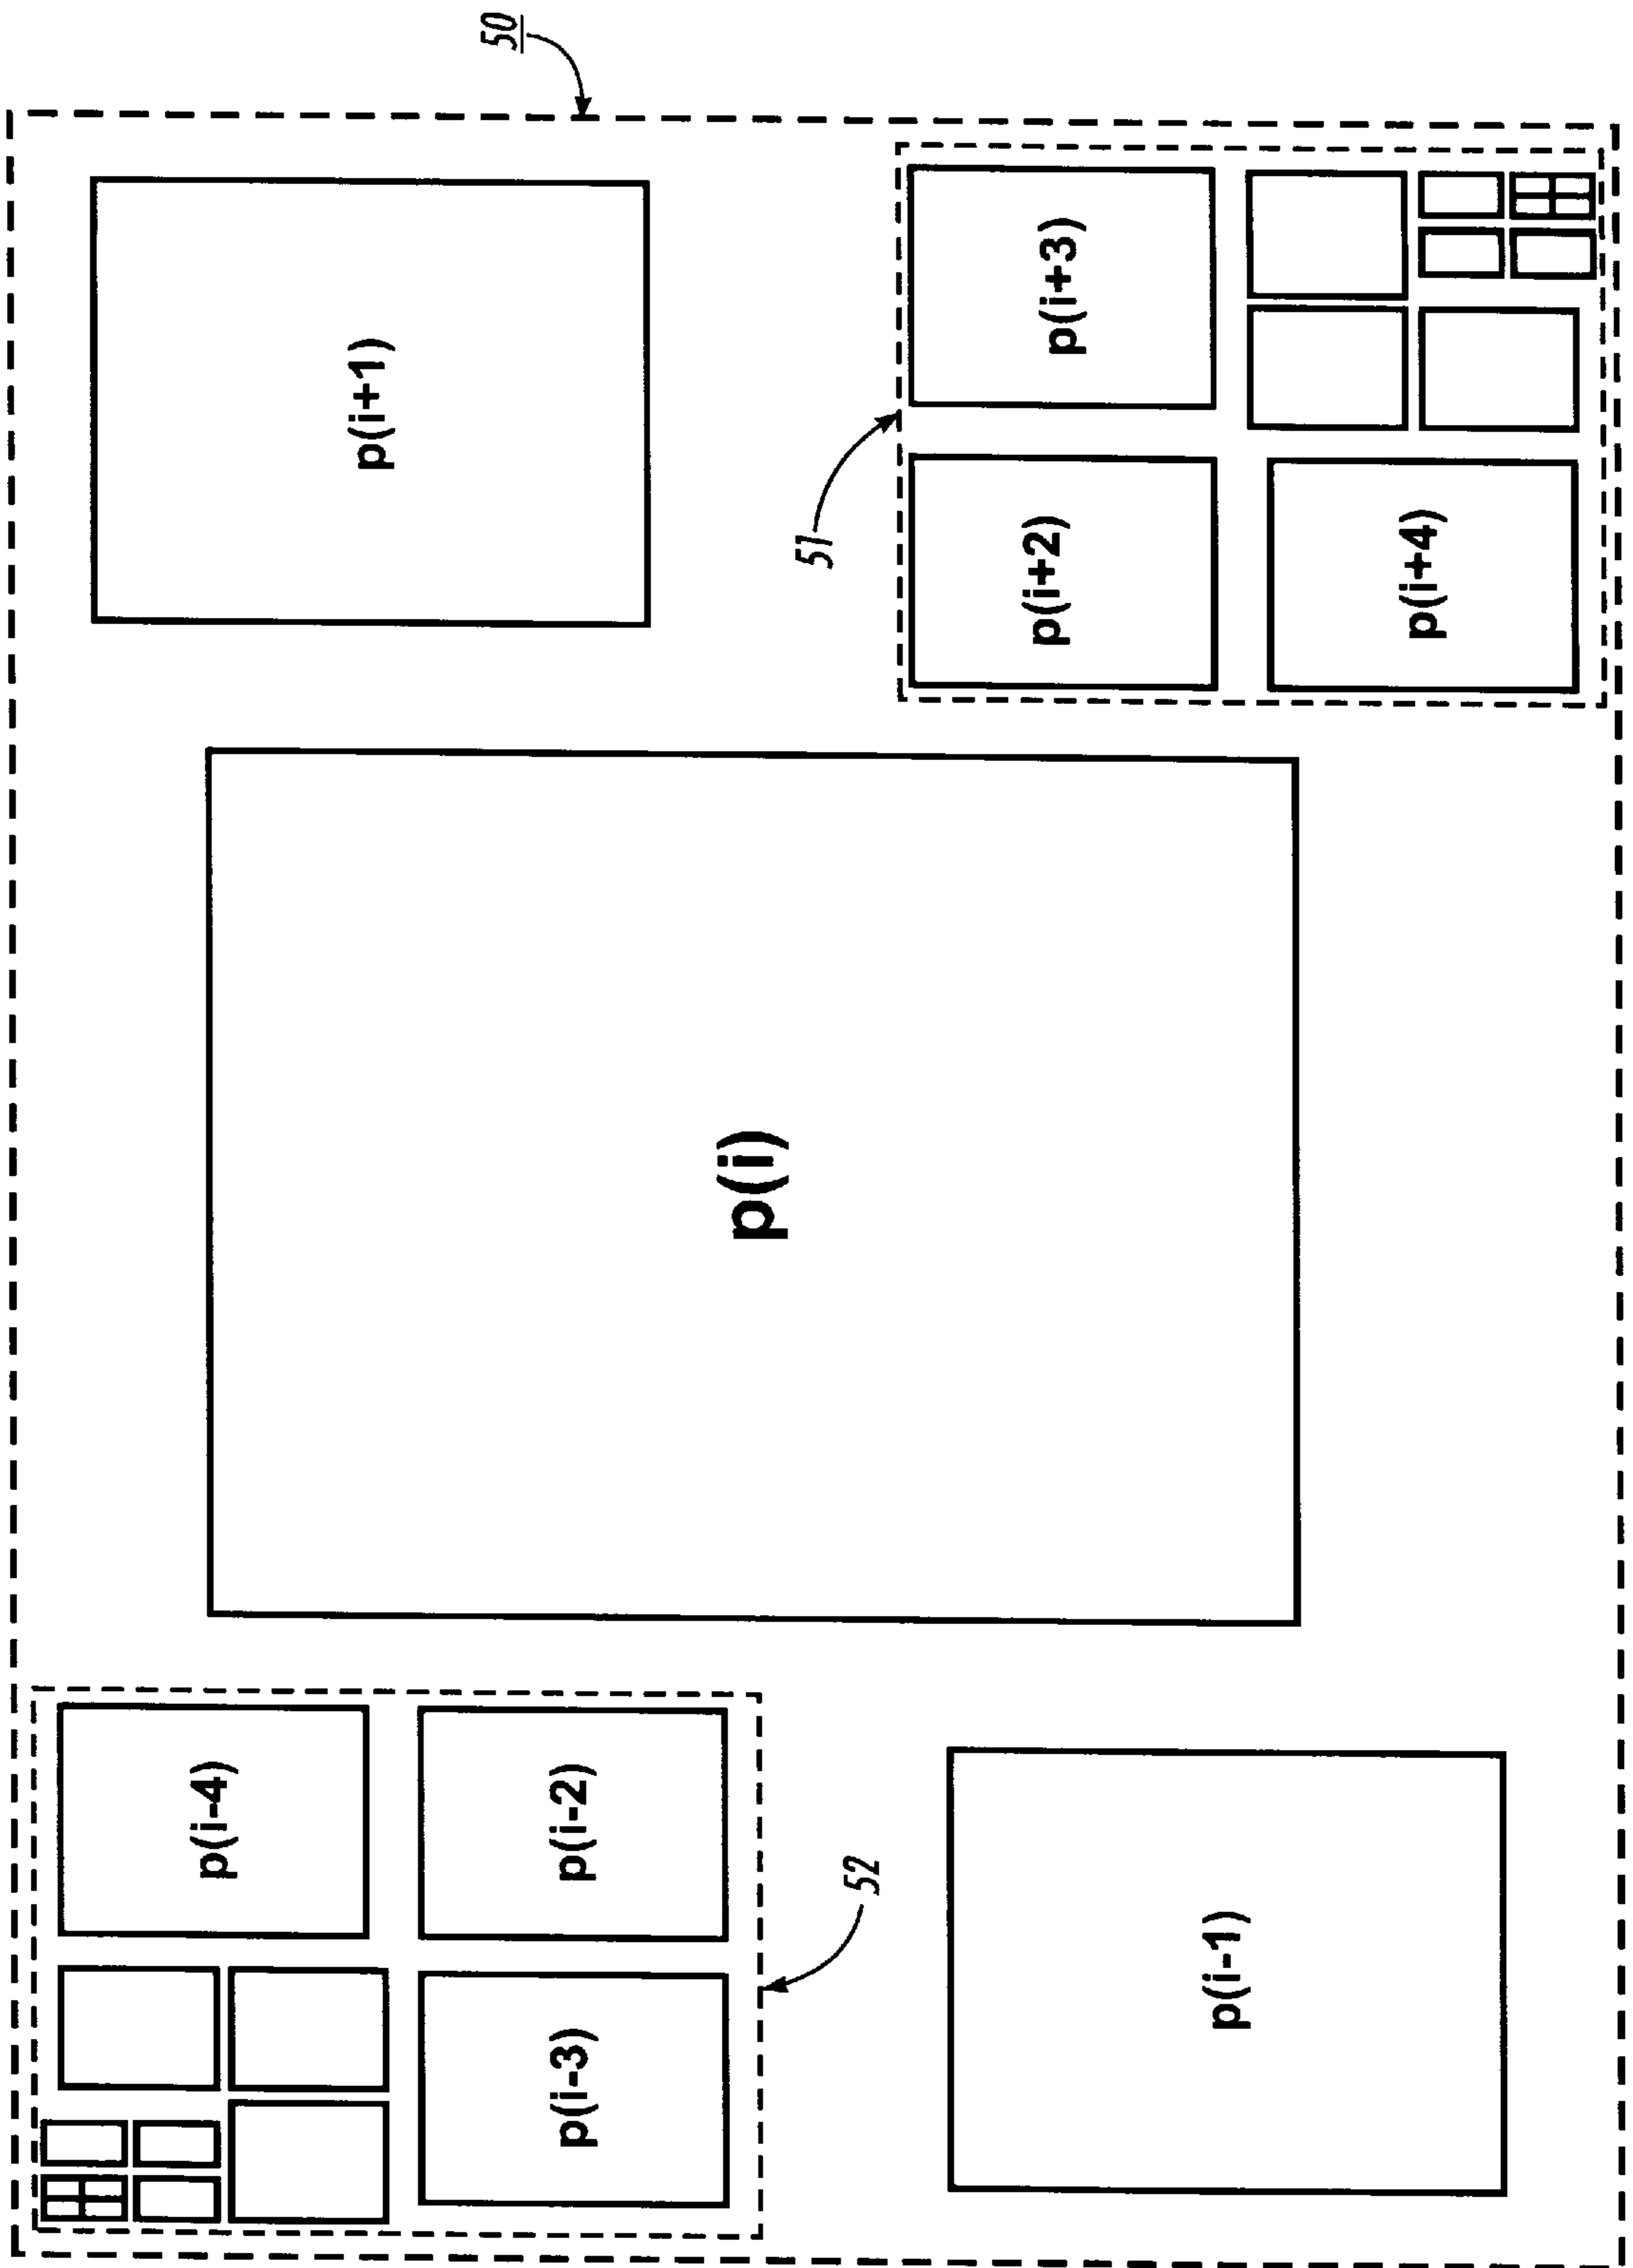 50
p(i-4)
p(i-3)
p(i-2)
52
p(i-1)
p(i)
p(i+1)
51
p(i+2)
p(i+3)
p(i+4)